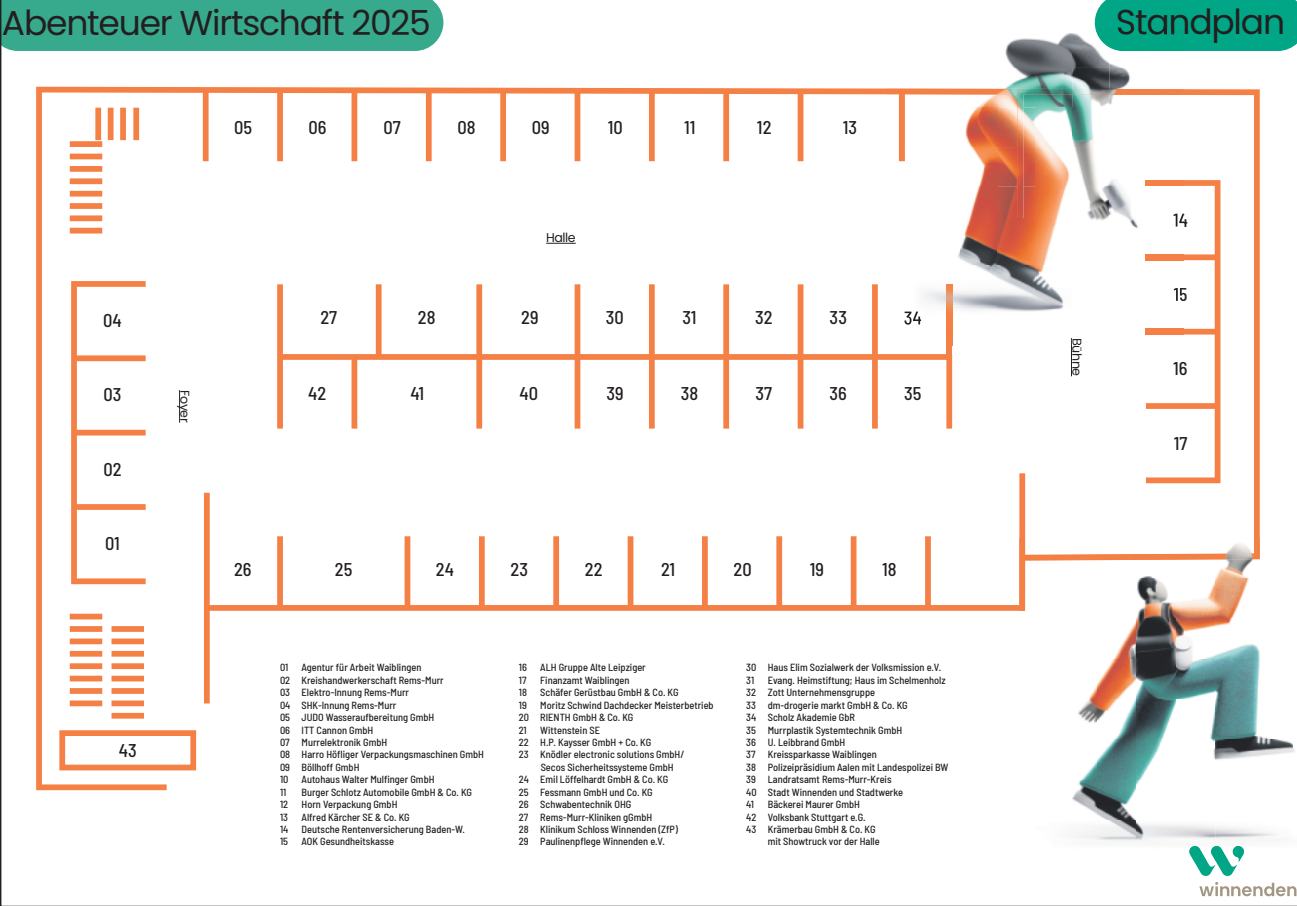 Abenteuer Wirtschaft 2025
Standplan
05 06 07 08 09 10 11 12 13
14
Halle
15
04 27 28 29 30 31 32 33 34
Bühne
16
03 42 41 40 39 38 37 36 35
Foyer
17
02
01
26 25 24 23 22 21 20 19 18
43
01 Agentur für Arbeit Waiblingen
02 Kreishandwerkerschaft Rems-Murr
03 Elektro-Innung Rems-Murr
04 SHK-Innung Rems-Murr
05 JUDO Wasseraufbereitung GmbH
06 ITT Cannon GmbH
07 Murrelektronik GmbH
08 Harro Höfliger Verpackungsmaschinen GmbH
09 Böllhoff GmbH
10 Autohaus Walter Mulfinger GmbH
11 Burger Schlotz Automobile GmbH & Co. KG
12 Horn Verpackung GmbH
13 Alfred Kärcher SE & Co. KG
14 Deutsche Rentenversicherung Baden-W.
15 AOK Gesundheitskasse
16 ALH Gruppe Alte Leipziger
17 Finanzamt Waiblingen
18 Schäfer Gerüstbau GmbH & Co. KG
19 Moritz Schwind Dachdecker Meisterbetrieb
20 RIENTH GmbH & Co. KG
21 Wittenstein SE
22 H.P. Kaysser GmbH + Co. KG
23 Knödler electronic solutions GmbH/
Secos Sicherheitssysteme GmbH
24 Emil Löffelhardt GmbH & Co. KG
25 Fessmann GmbH und Co. KG
26 Schwabentechnik OHG
27 Rems-Murr-Kliniken gGmbH
28 Klinikum Schloss Winnenden (ZfP)
29 Paulinenpflege Winnenden e.V.
30 Haus Elim Sozialwerk der Volksmission e.V.
31 Evang. Heimstiftung; Haus im Schelmenholz
32 Zott Unternehmensgruppe
33 dm-drogerie markt GmbH & Co. KG
34 Scholz Akademie GbR
35 Murrplastik Systemtechnik GmbH
36 U. Leibbrand GmbH
37 Kreissparkasse Waiblingen
38 Polizeipräsidium Aalen mit Landespolizei BW
39 Landratsamt Rems-Murr-Kreis
40 Stadt Winnenden und Stadtwerke
41 Bäckerei Maurer GmbH
42 Volksbank Stuttgart e.G.
43 Krämerbau GmbH & Co. KG
mit Showtruck vor der Halle
winnenden